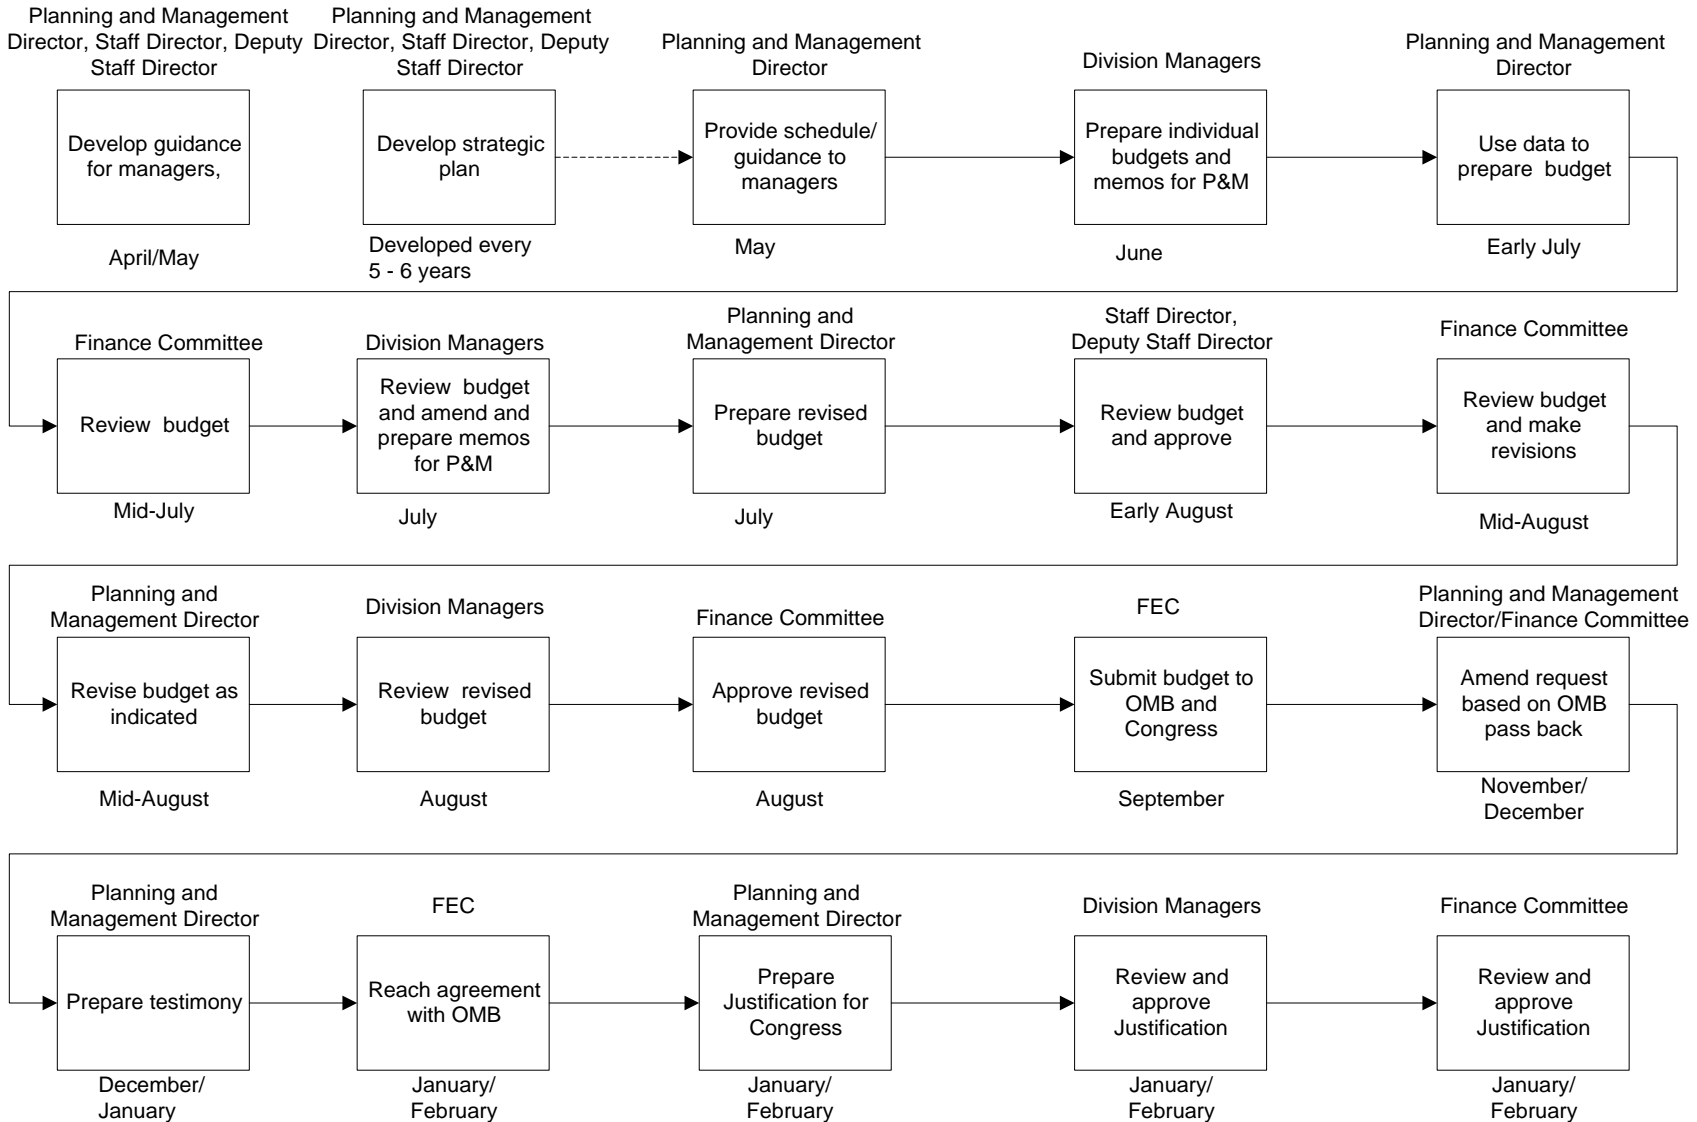 Planning and Management
Director, Staff Director, Deputy
Staff Director
Develop guidance
for managers,
April/May
Planning and Management
Director, Staff Director, Deputy
Staff Director
Develop strategic
plan
Developed every
5 - 6 years
Planning and Management
Director
Provide schedule/
guidance to
managers
May
Division Managers
Prepare individual
budgets and
memos for P&M
June
Planning and Management
Director
Use data to
prepare budget
Early July
Finance Committee
Review budget
Mid-July
Division Managers
Review budget
and amend and
prepare memos
for P&M
July
Planning and
Management Director
Prepare revised
budget
July
Staff Director,
Deputy Staff Director
Review budget
and approve
Early August
Finance Committee
Review budget
and make
revisions
Mid-August
Planning and
Management Director
Revise budget as
indicated
Mid-August
Division Managers
Review revised
budget
August
Finance Committee
Approve revised
budget
August
FEC
Submit budget to
OMB and
Congress
September
Planning and Management
Director/Finance Committee
Amend request
based on OMB
pass back
November/
December
Planning and
Management Director
Prepare testimony
December/
January
FEC
Reach agreement
with OMB
January/
February
Planning and
Management Director
Prepare
Justification for
Congress
January/
February
Division Managers
Review and
approve
Justification
January/
February
Finance Committee
Review and
approve
Justification
January/
February